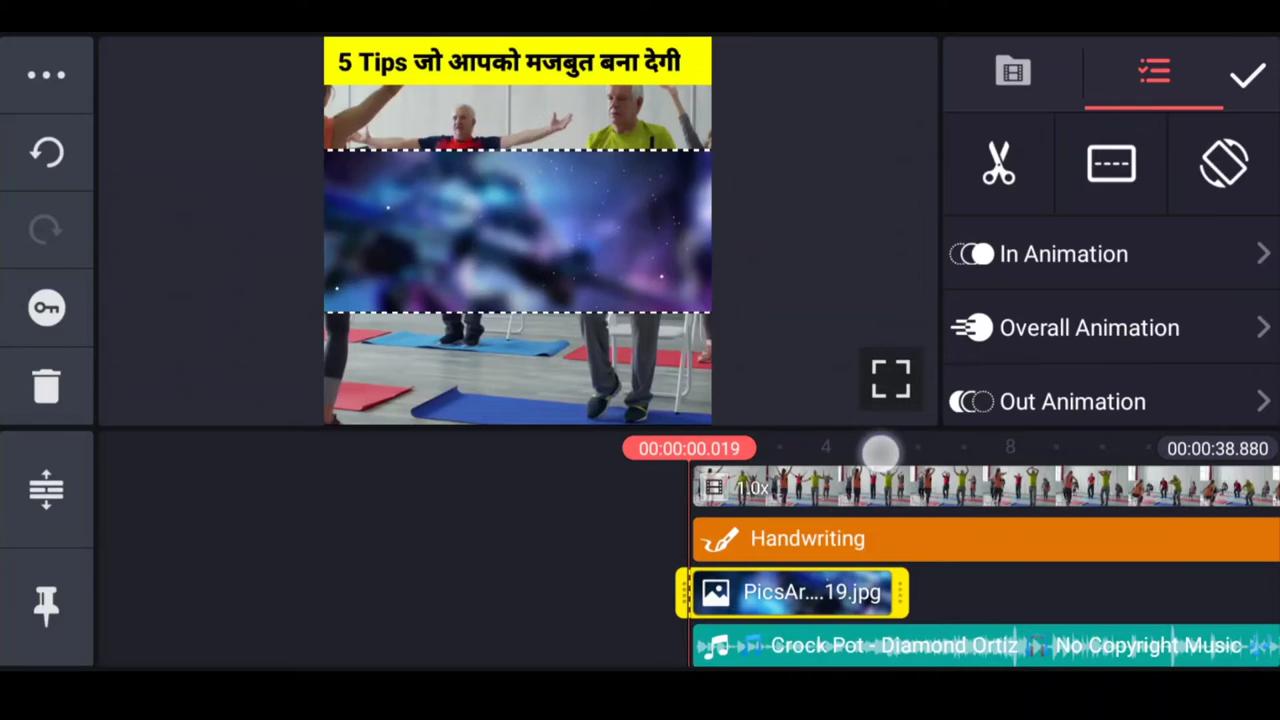 5 Tips जो आपको मजबुत बना देगी
In Animation
Overall Animation
Out Animation
00:00:00.019
4
8
00:00:38.880
1.0x
Handwriting
PicsAr....19.jpg
Crock Pot - Diamond Ortiz
No Copyright Music